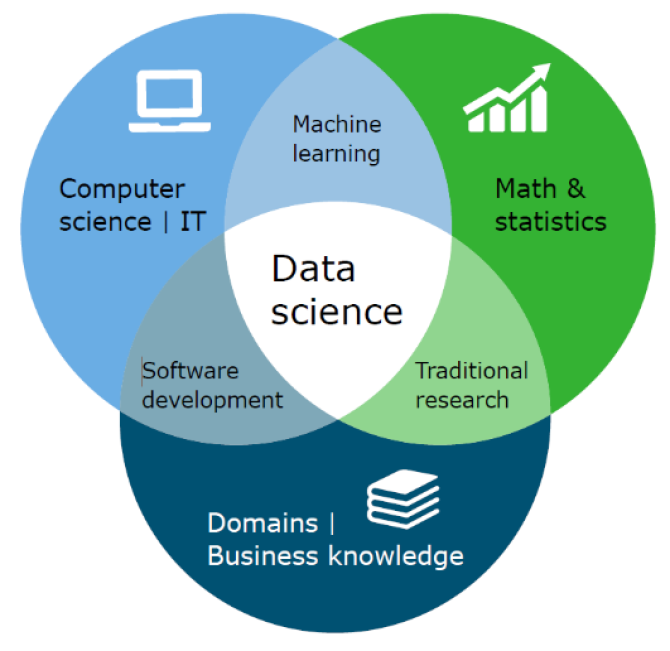 Machine
learning
Computer
science | IT
Math &
statistics
Data
science
Software
development
Traditional
research
Domains |
Business knowledge